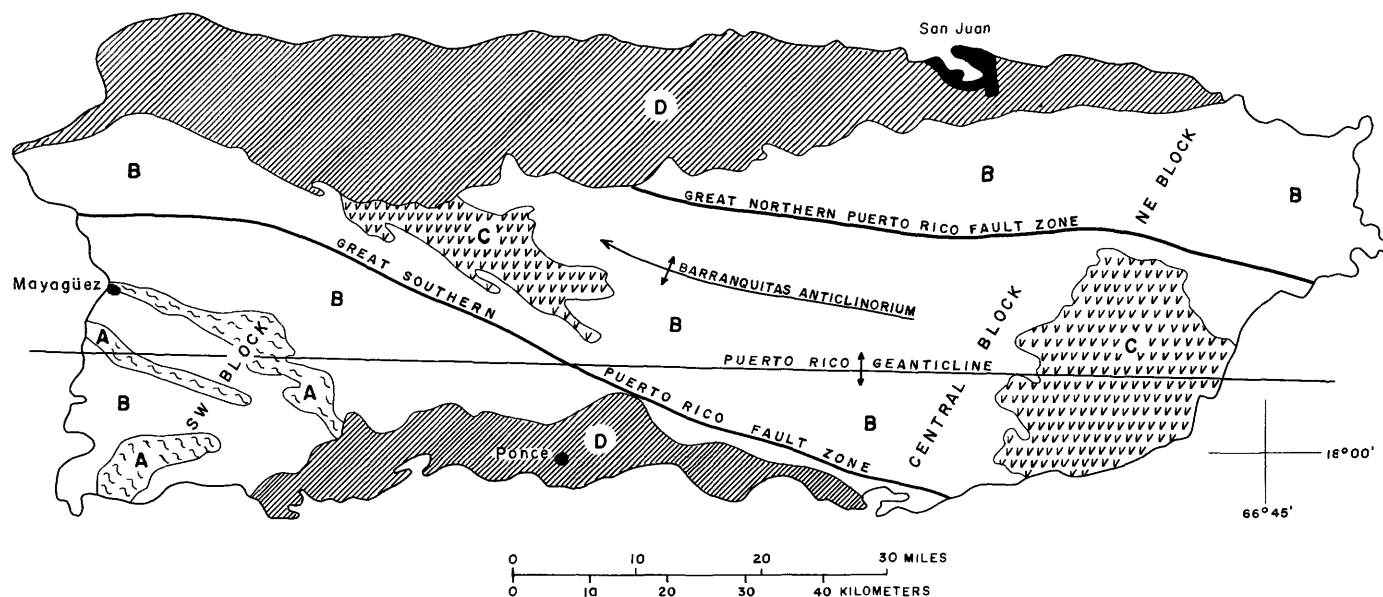 San Juan
D
B
B
NE BLOCK
B
GREAT NORTHERN PUERTO RICO FAULT ZONE
C
GREAT SOUTHERN
BARRANQUITAS ANTICLINORIUM
Mayagüez
B
B
A
SW BLOCK
PUERTO RICO GEANTICLINE
C
CENTRAL BLOCK
A
B
PUERTO RICO FAULT ZONE
B
A
D
Ponce
18°00'
66°45'
0 10 20 30 MILES
0 10 20 30 40 KILOMETERS